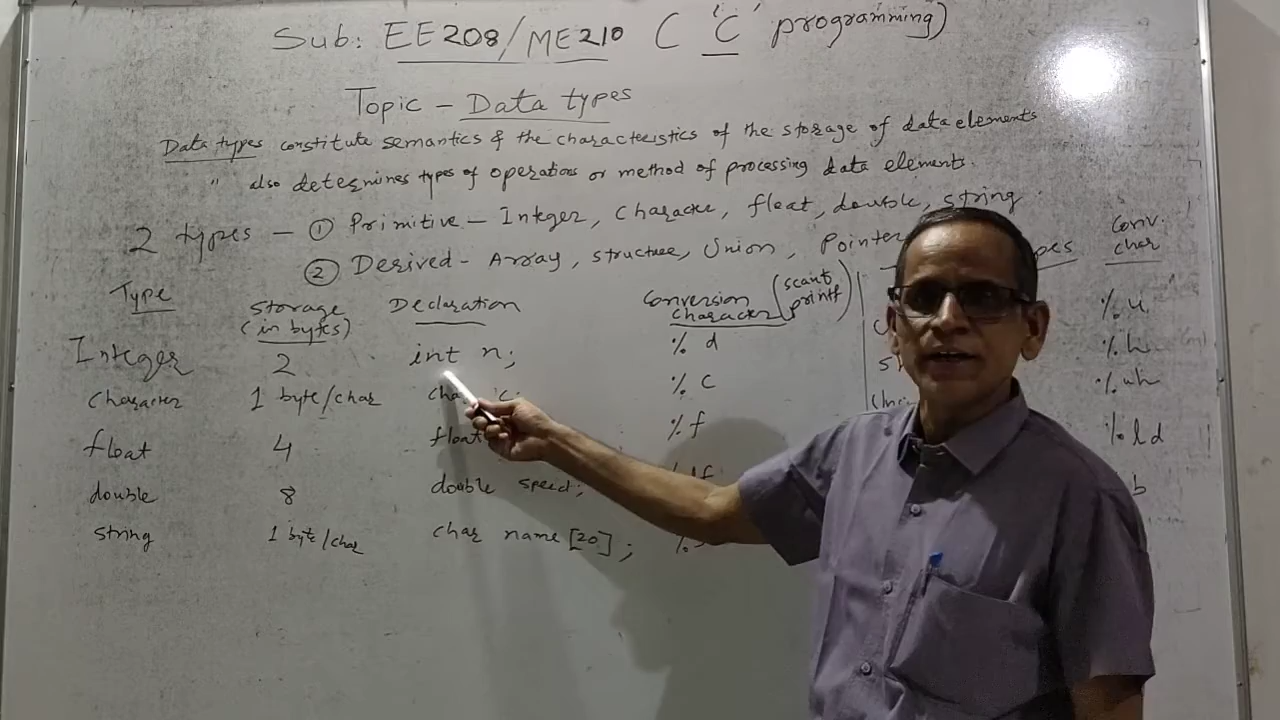 Sub: EE208/ME210 ( 'C' programming)
Topic - Data types
Data types constitute semantics & the characteristics of the storage of data elements
" also determines types of operations or method of processing data elements.
2 types - ① Primitive - Integer, Character, float, double, string
② Derived - Array, structure, Union, Pointer
Type Storage (in bytes) Declaration Conversion character (scanf, printf)
Integer 2 int n; % d
Character 1 byte/char char c % c
float 4 float % f
double 8 double speed;
string 1 byte/char char name [20];
Conv. char
% u
% h
% uh
% ld